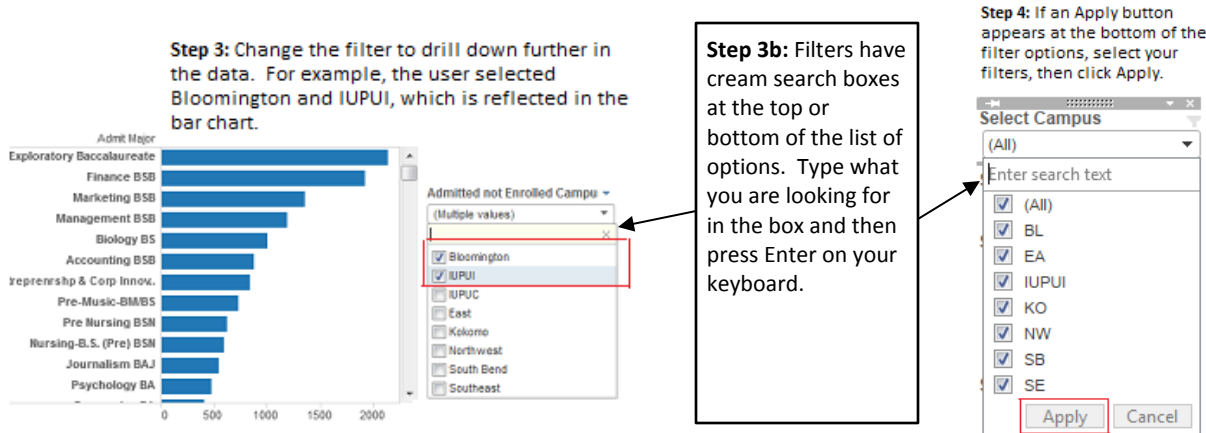 Step 3: Change the filter to drill down further in
the data. For example, the user selected
Bloomington and IUPUI, which is reflected in the
bar chart.
Admit Major
Exploratory Baccalaureate
Finance BSB
Marketing BSB
Management BSB
Biology BS
Accounting BSB
treprenrshp & Corp Innov.
Pre-Music-BM/BS
Pre Nursing BSN
Nursing-B.S. (Pre) BSN
Journalism BAJ
Psychology BA
0 500 1000 1500 2000
Admitted not Enrolled Campu
(Multiple values)
Bloomington
IUPUI
IUPUC
East
Kokomo
Northwest
South Bend
Southeast
Step 3b: Filters have
cream search boxes
at the top or
bottom of the list of
options. Type what
you are looking for
in the box and then
press Enter on your
keyboard.
Step 4: If an Apply button
appears at the bottom of the
filter options, select your
filters, then click Apply.
Select Campus
(All)
Enter search text
(All)
BL
EA
IUPUI
KO
NW
SB
SE
Apply Cancel